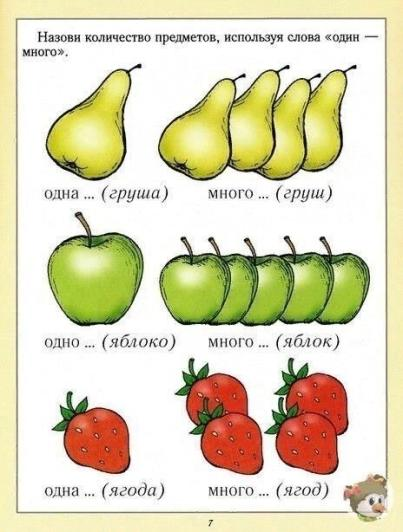 Назови количество предметов, используя слова «один —
много».
одна ... (груша) много ... (груш)
одно ... (яблоко) много ... (яблок)
одна ... (ягода) много ... (ягод)
7